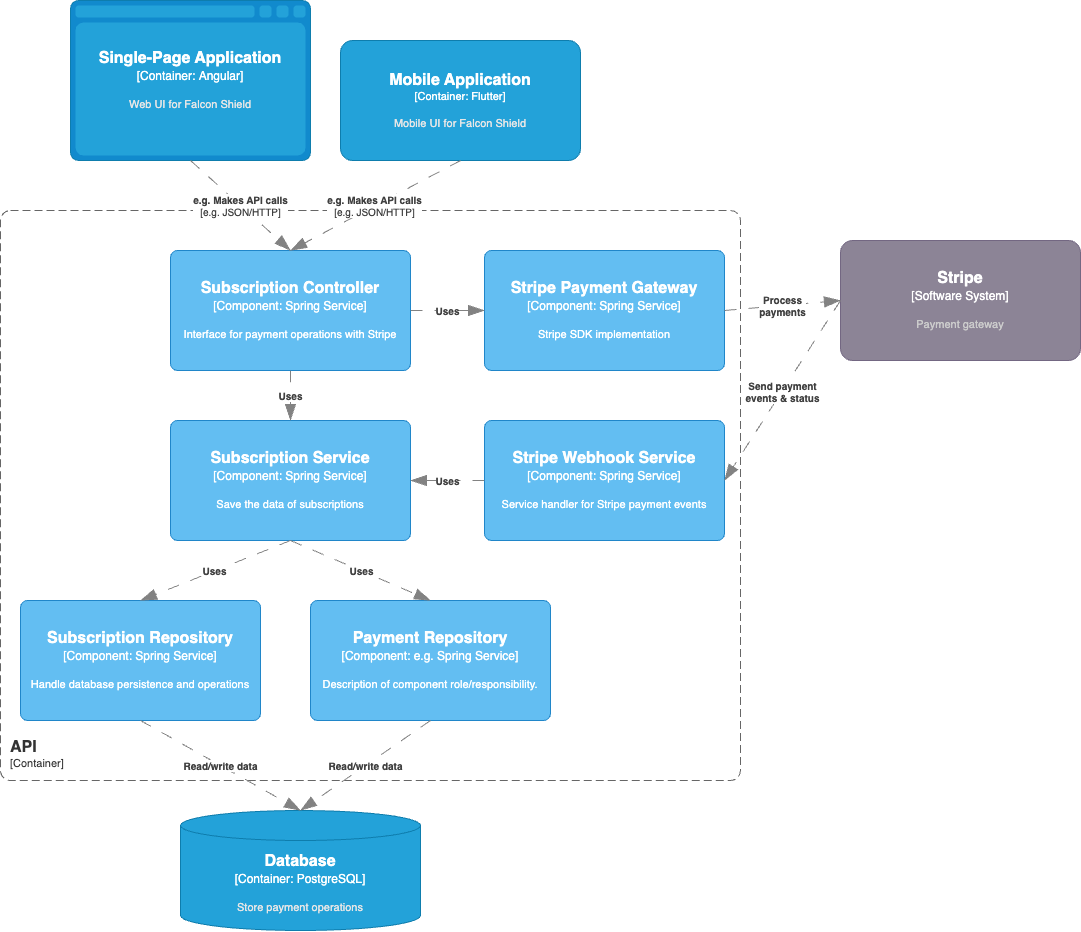 Single-Page Application
[Container: Angular]
Web UI for Falcon Shield
Mobile Application
[Container: Flutter]
Mobile UI for Falcon Shield
e.g. Makes API calls
[e.g. JSON/HTTP]
e.g. Makes API calls
[e.g. JSON/HTTP]
Subscription Controller
[Component: Spring Service]
Interface for payment operations with Stripe
Uses
Stripe Payment Gateway
[Component: Spring Service]
Stripe SDK implementation
Process
payments
Stripe
[Software System]
Payment gateway
Uses
Send payment
events & status
Subscription Service
[Component: Spring Service]
Save the data of subscriptions
Uses
Stripe Webhook Service
[Component: Spring Service]
Service handler for Stripe payment events
Uses
Uses
Subscription Repository
[Component: Spring Service]
Handle database persistence and operations
Payment Repository
[Component: e.g. Spring Service]
Description of component role/responsibility.
API
[Container]
Read/write data
Read/write data
Database
[Container: PostgreSQL]
Store payment operations